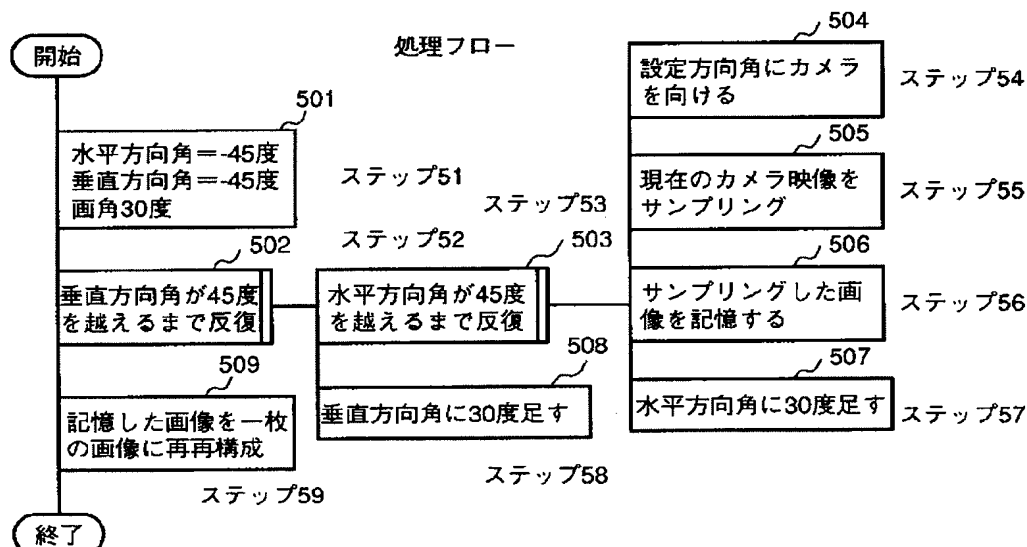 処理フロー
開始
501
水平方向角＝-45度
垂直方向角＝-45度
画角30度
ステップ51
502
垂直方向角が45度
を越えるまで反復
ステップ52
ステップ53
503
水平方向角が45度
を越えるまで反復
504
設定方向角にカメラ
を向ける
ステップ54
505
現在のカメラ映像を
サンプリング
ステップ55
506
サンプリングした画
像を記憶する
ステップ56
507
水平方向角に30度足す
ステップ57
508
垂直方向角に30度足す
ステップ58
509
記憶した画像を一枚
の画像に再再構成
ステップ59
終了